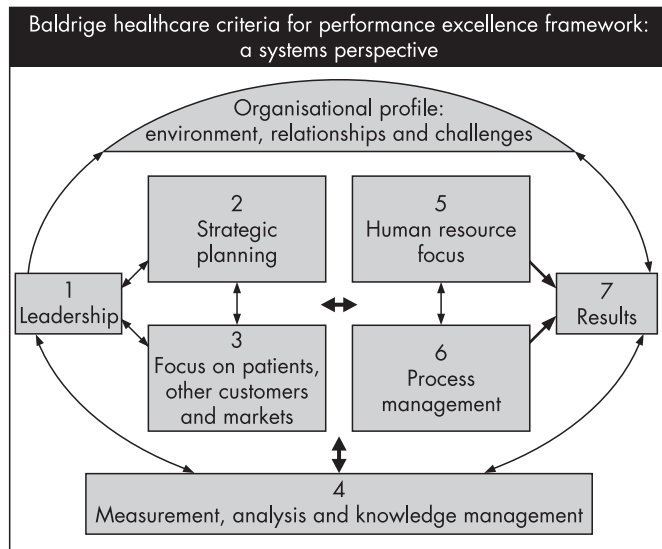 Baldrige healthcare criteria for performance excellence framework:
a systems perspective
Organisational profile:
environment, relationships and challenges
2
Strategic
planning
5
Human resource
focus
1
Leadership
7
Results
3
Focus on patients,
other customers
and markets
6
Process
management
4
Measurement, analysis and knowledge management